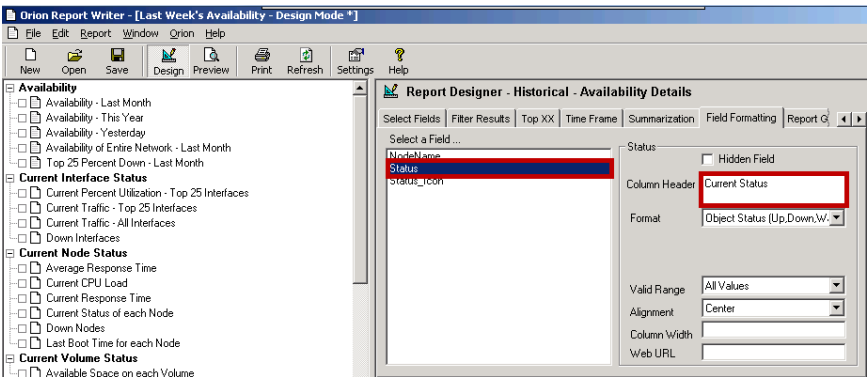 Orion Report Writer - [Last Week's Availability - Design Mode *]
File Edit Report Window Orion Help
New Open Save Design Preview Print Refresh Settings Help
Availability
Availability - Last Month
Availability - This Year
Availability - Yesterday
Availability of Entire Network - Last Month
Top 25 Percent Down - Last Month
Current Interface Status
Current Percent Utilization - Top 25 Interfaces
Current Traffic - Top 25 Interfaces
Current Traffic - All Interfaces
Down Interfaces
Current Node Status
Average Response Time
Current CPU Load
Current Response Time
Current Status of each Node
Down Nodes
Last Boot Time for each Node
Current Volume Status
Available Space on each Volume
Report Designer - Historical - Availability Details
Select Fields Filter Results Top XX Time Frame Summarization Field Formatting Report G
Select a Field ...
NodeName
Status
Status_Icon
Status
Hidden Field
Column Header Current Status
Format Object Status (Up,Down,W.
Valid Range All Values
Alignment Center
Column Width
Web URL